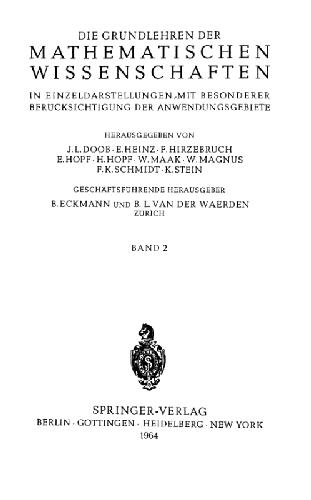 DIE GRUNDLEHREN DER
MATHEMATISCHEN
WISSENSCHAFTEN
IN EINZELDARSTELLUNGEN MIT BESONDERER
BERÜCKSICHTIGUNG DER ANWENDUNGSGEBIETE
HERAUSGEGEBEN VON
J.L.DOOB · E.HEINZ · F.HIRZEBRUCH
E.HOPF · H.HOPF · W.MAAK · W.MAGNUS
F.K.SCHMIDT · K.STEIN
GESCHÄFTSFÜHRENDE HERAUSGEBER
B.ECKMANN UND B.L.VAN DER WAERDEN
ZÜRICH
BAND 2
SPRINGER-VERLAG
BERLIN · GÖTTINGEN · HEIDELBERG · NEW YORK
1964